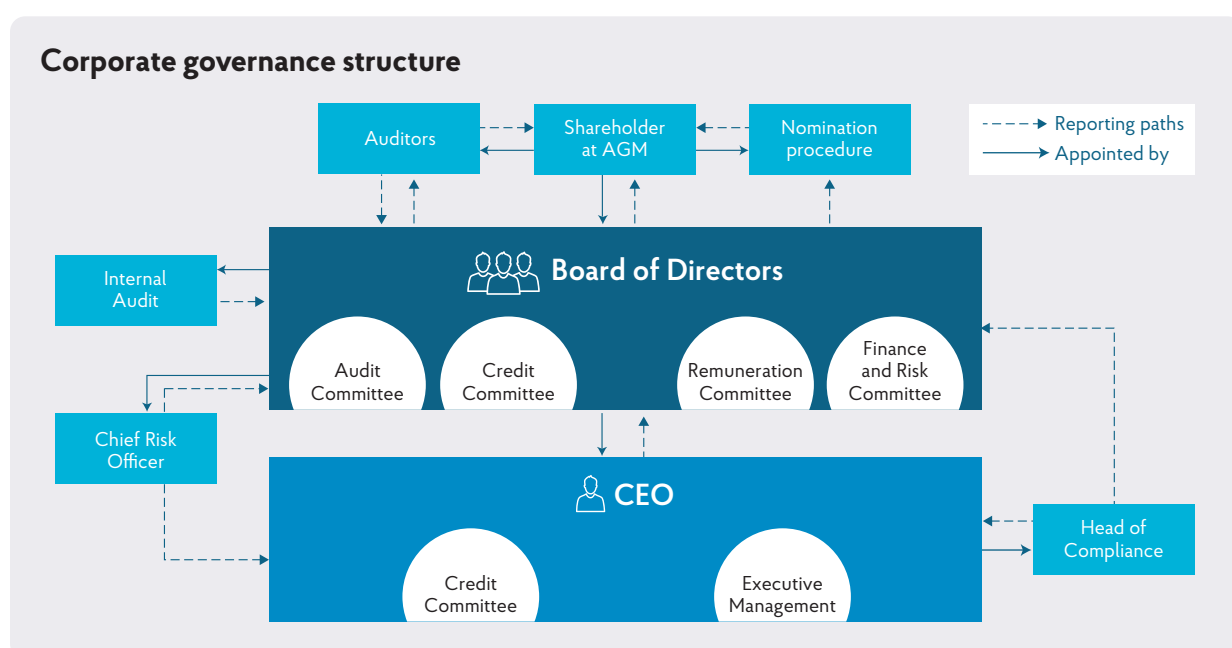 Corporate governance structure
Auditors
Shareholder
at AGM
Nomination
procedure
Reporting paths
Appointed by
Internal
Audit
Board of Directors
Audit
Committee
Credit
Committee
Remuneration
Committee
Finance
and Risk
Committee
Chief Risk
Officer
CEO
Credit
Committee
Executive
Management
Head of
Compliance